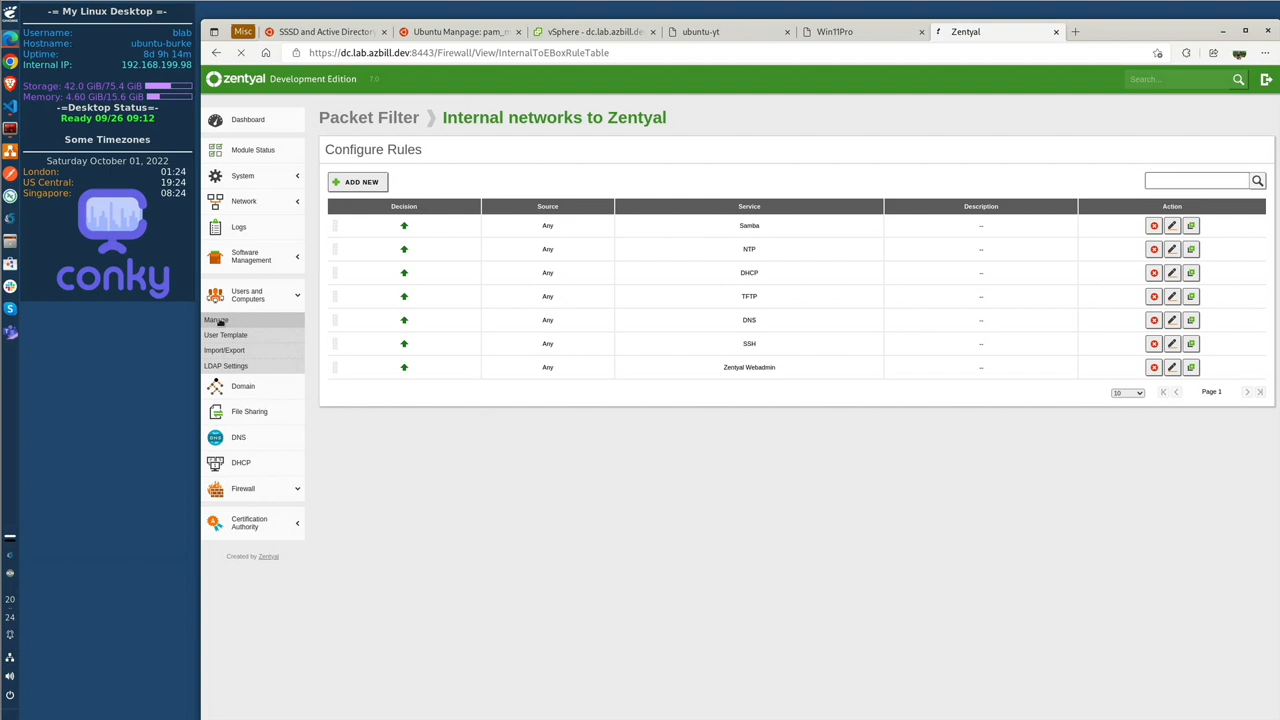 -= My Linux Desktop =-
Username: blab
Hostname: ubuntu-burke
Uptime: 8d 9h 14m
Internal IP: 192.168.199.98
Storage: 42.0 GiB/75.4 GiB
Memory: 4.60 GiB/15.6 GiB
-=Desktop Status=-
Ready 09/26 09:12
Some Timezones
Saturday October 01, 2022
London: 01:24
US Central: 19:24
Singapore: 08:24
conky
20
24
Misc
SSSD and Active Directory
Ubuntu Manpage: pam_m
vSphere - dc.lab.azbill.de
ubuntu-yt
Win11Pro
Zentyal
https://dc.lab.azbill.dev:8443/Firewall/View/InternalToEBoxRuleTable
zentyal Development Edition 7.0
Search...
Dashboard
Module Status
System
Network
Logs
Software
Management
Users and
Computers
Manage
User Template
Import/Export
LDAP Settings
Domain
File Sharing
DNS
DHCP
Firewall
Certification
Authority
Created by Zentyal
Packet Filter Internal networks to Zentyal
Configure Rules
ADD NEW
Decision Source Service Description Action
Any Samba --
Any NTP --
Any DHCP --
Any TFTP --
Any DNS --
Any SSH --
Any Zentyal Webadmin --
10 Page 1